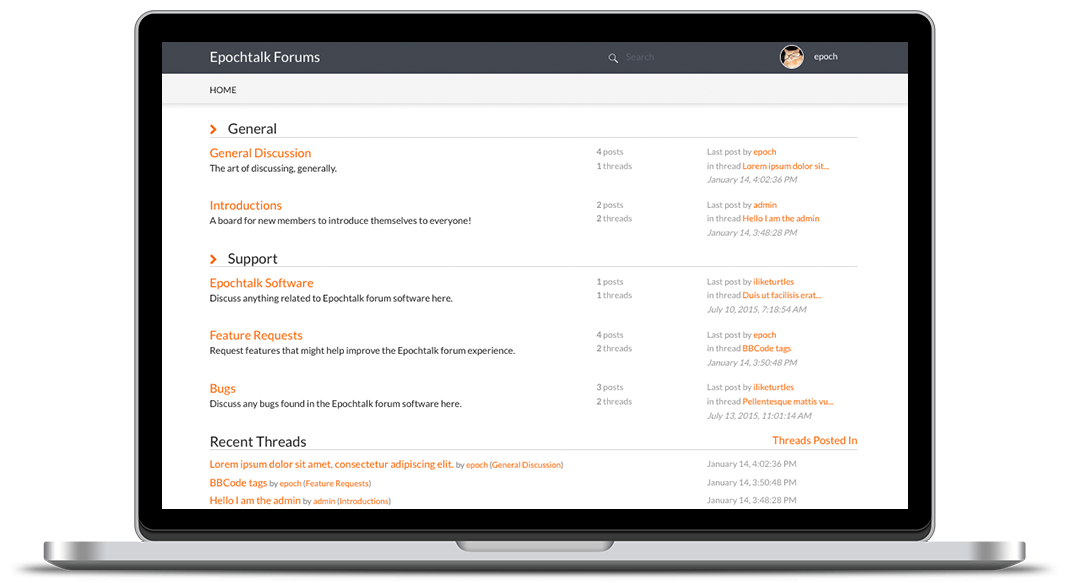 Epochtalk Forums
Search
epoch
HOME
General
General Discussion
The art of discussing, generally.
4 posts
1 threads
Last post by epoch
in thread Lorem ipsum dolor sit...
January 14, 4:02:36 PM
Introductions
A board for new members to introduce themselves to everyone!
2 posts
2 threads
Last post by admin
in thread Hello I am the admin
January 14, 3:48:28 PM
Support
Epochtalk Software
Discuss anything related to Epochtalk forum software here.
1 posts
1 threads
Last post by iliketurtles
in thread Duis ut facilisis erat...
July 10, 2015, 7:18:54 AM
Feature Requests
Request features that might help improve the Epochtalk forum experience.
4 posts
2 threads
Last post by epoch
in thread BBCode tags
January 14, 3:50:48 PM
Bugs
Discuss any bugs found in the Epochtalk forum software here.
3 posts
2 threads
Last post by iliketurtles
in thread Pellentesque mattis vu...
July 13, 2015, 11:01:14 AM
Recent Threads
Threads Posted In
Lorem ipsum dolor sit amet, consectetur adipiscing elit. by epoch (General Discussion)
January 14, 4:02:36 PM
BBCode tags by epoch (Feature Requests)
January 14, 3:50:48 PM
Hello I am the admin by admin (Introductions)
January 14, 3:48:28 PM